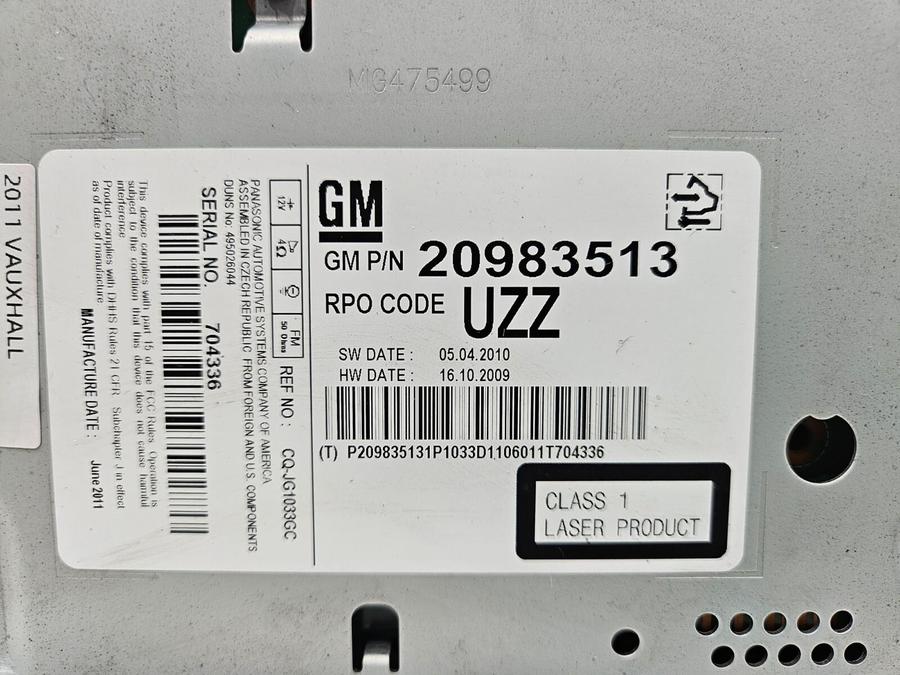 MG475499
2011 VAUXHALL
GM
GM P/N 20983513
RPO CODE UZZ
SW DATE : 05.04.2010
HW DATE : 16.10.2009
(T) P209835131P1033D1106011T704336
CLASS 1
LASER PRODUCT
12V
4Ω
FM
50 Ohms
REF NO : CQ-JG1033GC
PANASONIC AUTOMOTIVE SYSTEMS COMPANY OF AMERICA
ASSEMBLED IN CZECH REPUBLIC FROM FOREIGN AND U.S. COMPONENTS
DUNS No: 495026044
SERIAL NO. 704336
This device complies with part 15 of the FCC Rules Operation is
subject to the condition that this device does not cause harmful
interference
Product complies with DHHS Rules 21 CFR Subchapter J in effect
as of date of manufacture
MANUFACTURE DATE : June 2011